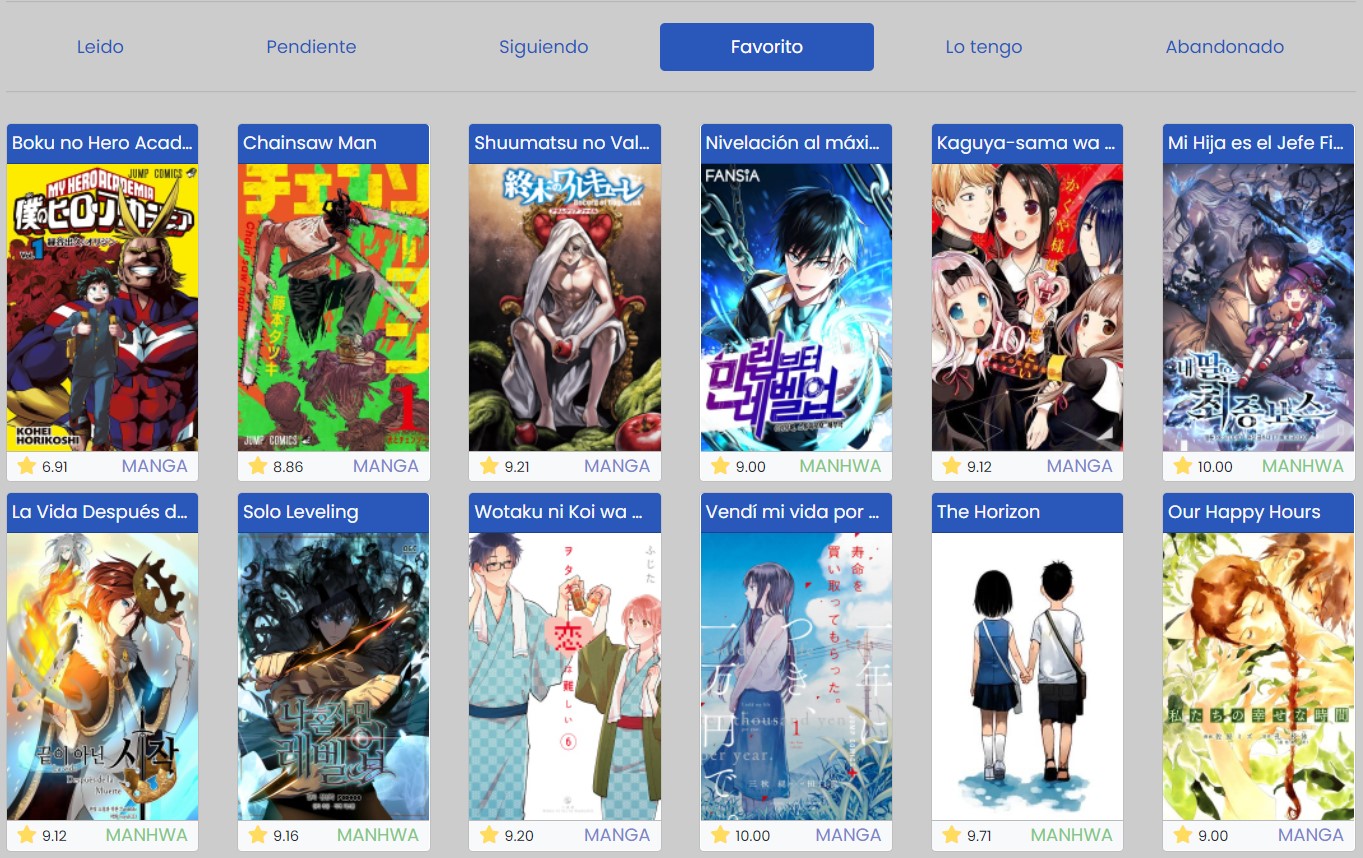 Leido
Pendiente
Siguiendo
Favorito
Lo tengo
Abandonado
Boku no Hero Acad...
JUMP COMICS
MY HERO ACADEMIA
僕のヒーローアカデミア
KOHEI
HORIKOSHI
6.91
MANGA
Chainsaw Man
チェンソーマン
Chain saw man
藤本タツキ
1
JUMP COMICS
8.86
MANGA
Shuumatsu no Val...
終末のワルキューレ
9.21
MANGA
Nivelación al máxi...
FANSIA
만렙부터
레벨업
9.00
MANHWA
Kaguya-sama wa ...
かぐや様
10
9.12
MANGA
Mi Hija es el Jefe Fi...
내 딸은
최종 보스
10.00
MANHWA
La Vida Después d...
끝이 아닌 시작
Después de la
Muerte
9.12
MANHWA
Solo Leveling
나 혼자만
레벨업
9.16
MANHWA
Wotaku ni Koi wa ...
ふじた
ヲタクに
恋
は難しい
6
9.20
MANGA
Vendí mi vida por ...
寿命を
買い取ってもらった。
一年に
つき、
一万円で
thousand yen
per year.
1
10.00
MANGA
The Horizon
9.71
MANHWA
Our Happy Hours
私たちの幸せな時間
9.00
MANGA